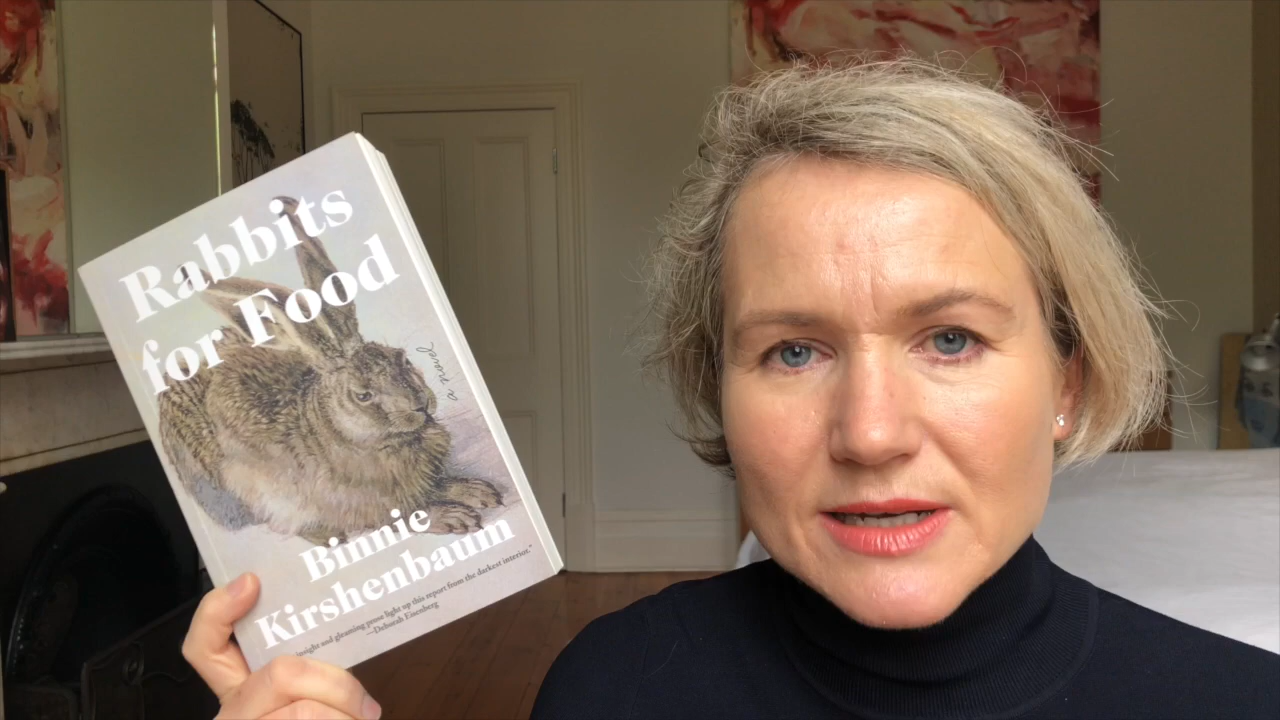 Rabbits
for Food
a novel
Binnie
Kirshenbaum
insight and gleaming prose light up this report from the darkest interior."
—Deborah Eisenberg